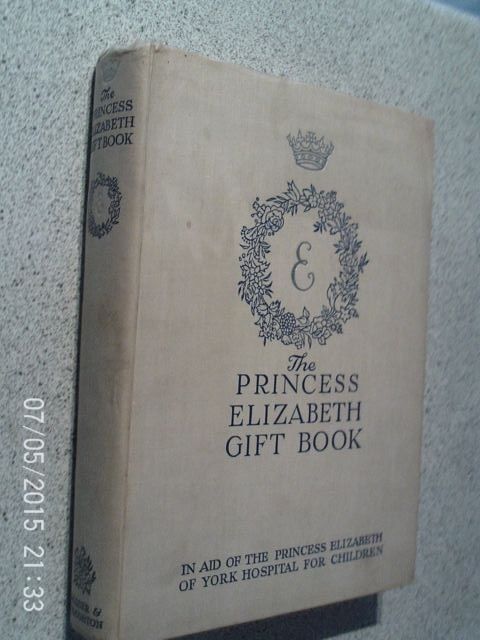 The
PRINCESS
ELIZABETH
GIFT BOOK
E
The
PRINCESS
ELIZABETH
GIFT BOOK
IN AID OF THE PRINCESS ELIZABETH
OF YORK HOSPITAL FOR CHILDREN
07/05/2015 21:33